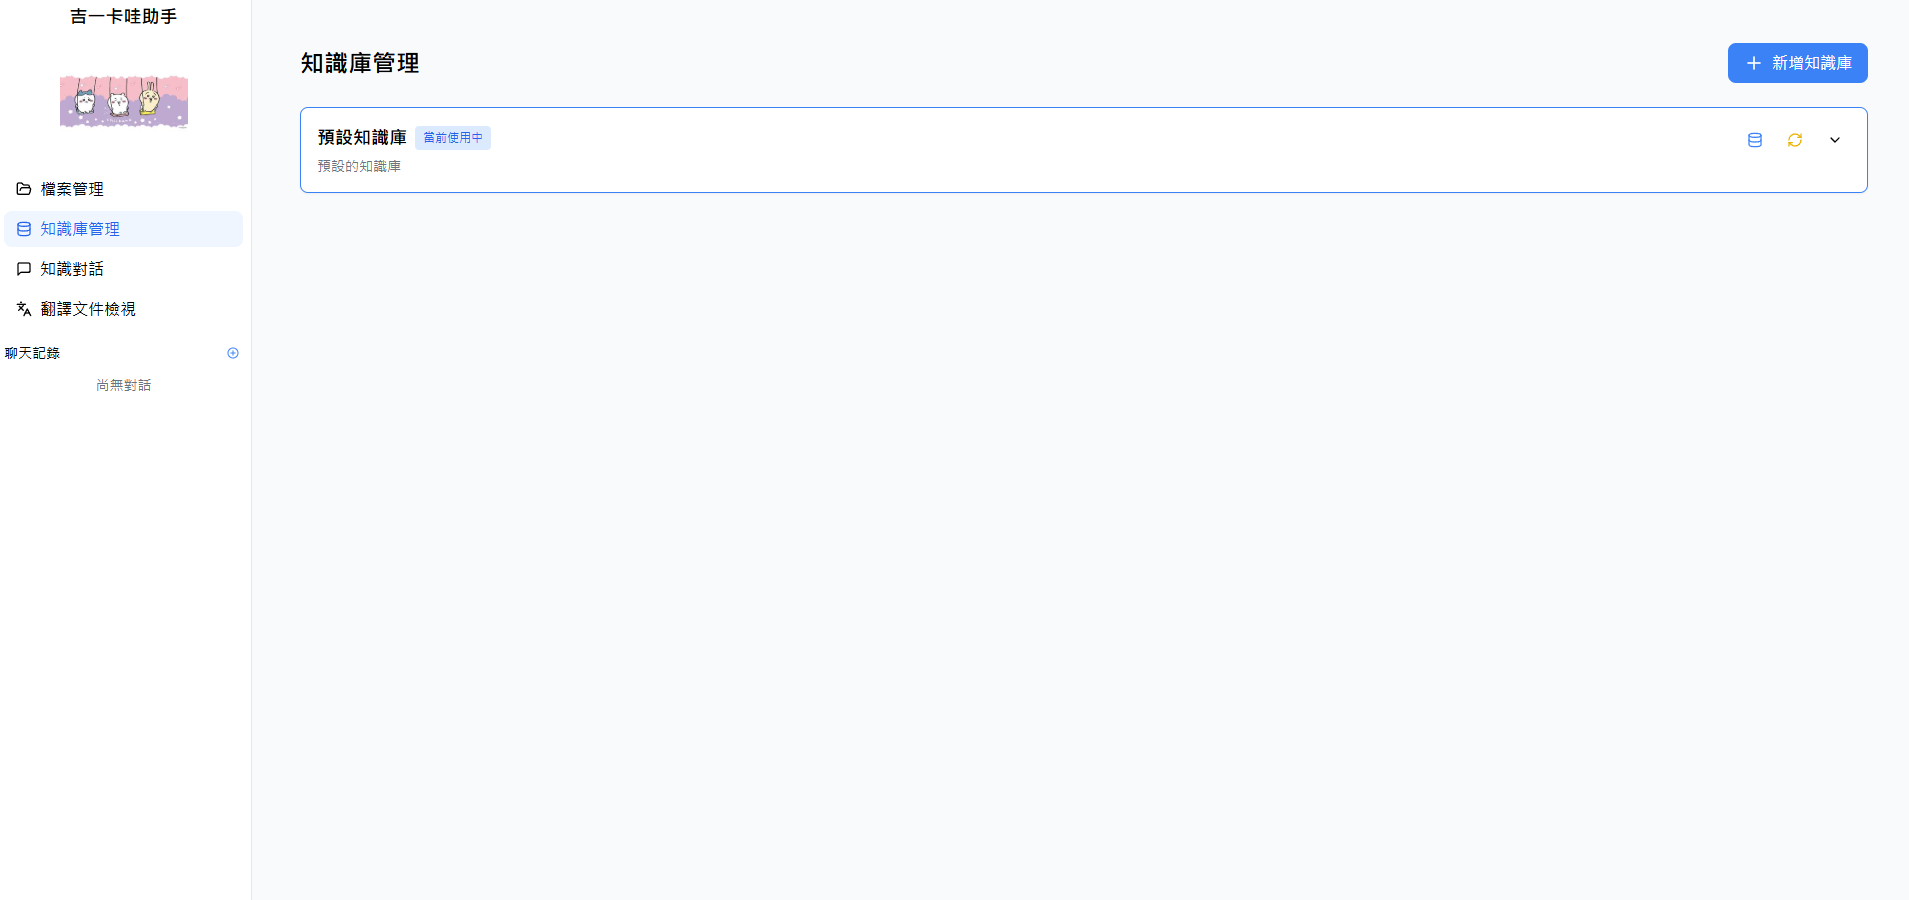 吉一卡哇助手
檔案管理
知識庫管理
知識對話
翻譯文件檢視
聊天記錄
尚無對話
知識庫管理
新增知識庫
預設知識庫 當前使用中
預設的知識庫